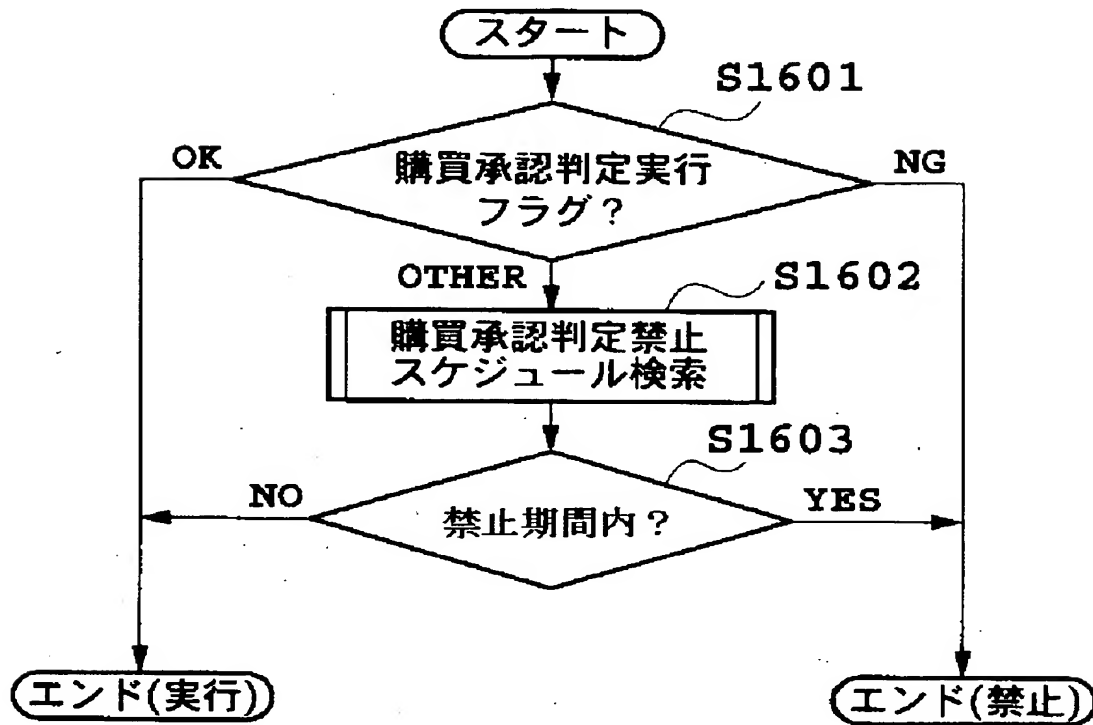 スタート
S1601
OK
購買承認判定実行
フラグ?
NG
OTHER
S1602
購買承認判定禁止
スケジュール検索
S1603
NO
禁止期間内?
YES
エンド(実行)
エンド(禁止)